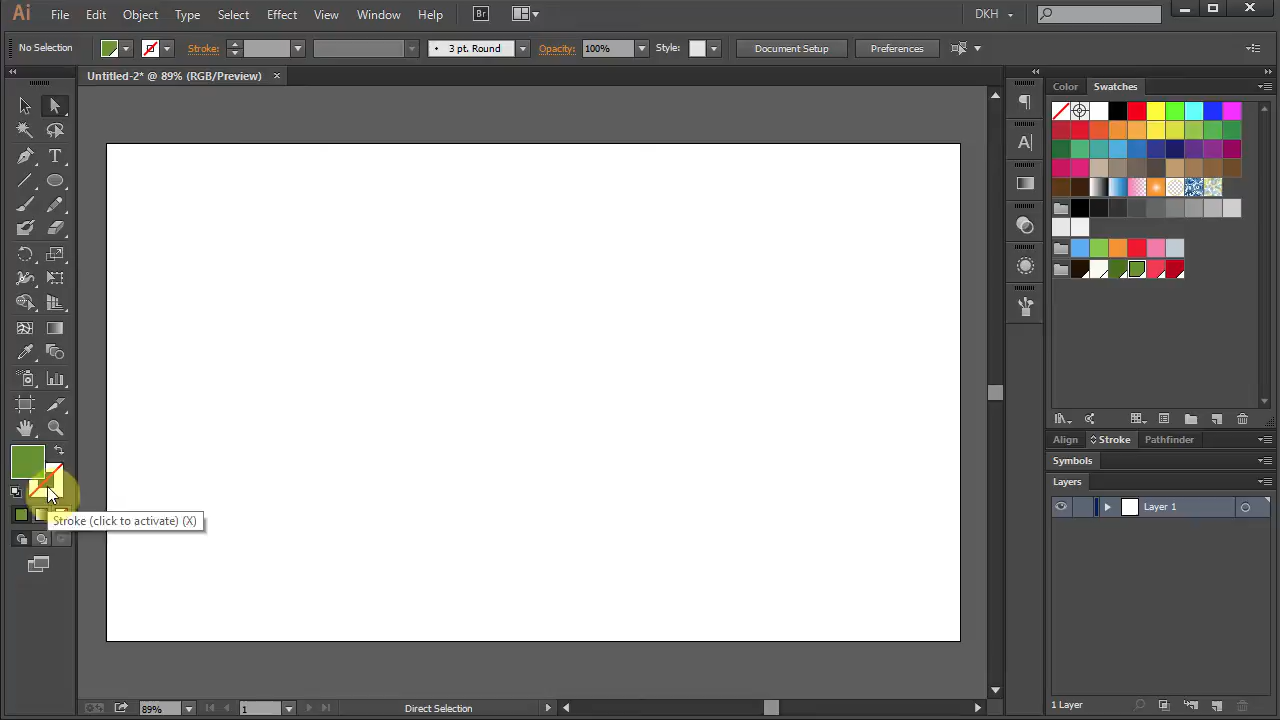 Ai File Edit Object Type Select Effect View Window Help Br DKH
No Selection Stroke: 3 pt. Round Opacity: 100% Style: Document Setup Preferences
Untitled-2* @ 89% (RGB/Preview)
Color Swatches
Align Stroke Pathfinder
Symbols
Layers
Layer 1
Stroke (click to activate) (X)
89% 1 Direct Selection
1 Layer